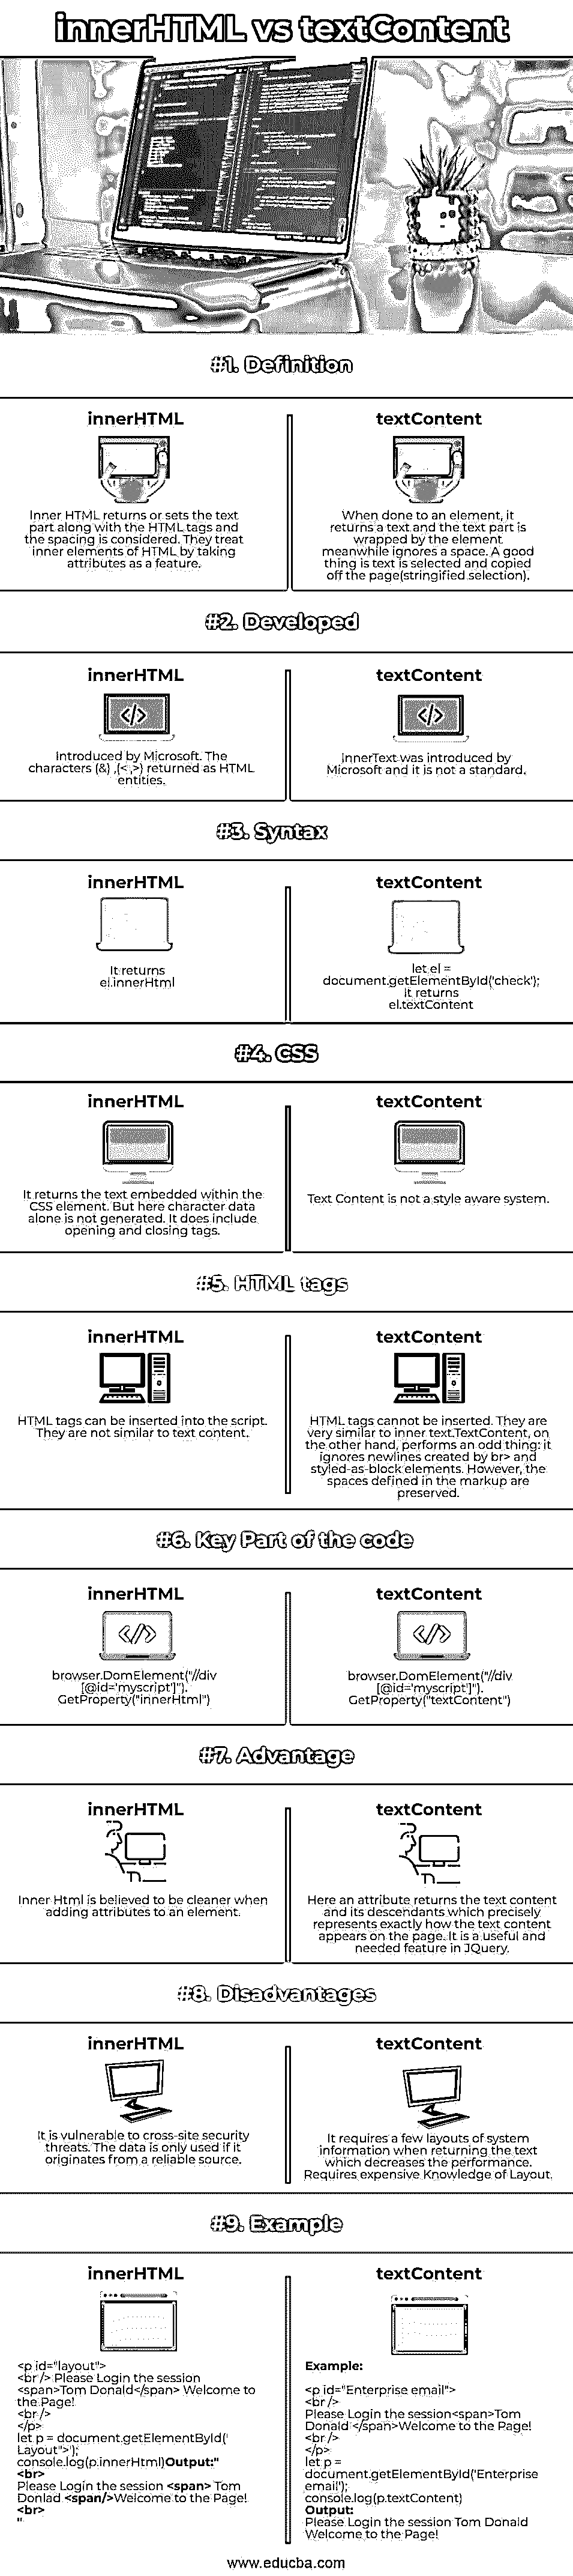 innerHTML vs textContent
#1. Definition
innerHTML
Inner HTML returns or sets the text
part along with the HTML tags and
the spacing is considered. They treat
inner elements of HTML by taking
attributes as a feature.
textContent
When done to an element, it
returns a text and the text part is
wrapped by the element
meanwhile ignores a space. A good
thing is text is selected and copied
off the page(stringified selection).
#2. Developed
innerHTML
</>
Introduced by Microsoft. The
characters (&) ,(< >) returned as HTML
entities.
textContent
</>
innerText was introduced by
Microsoft and it is not a standard.
#3. Syntax
innerHTML
It returns
el.innerHtml
textContent
let el =
document.getElementById('check');
it returns
el.textContent
#4. CSS
innerHTML
It returns the text embedded within the
CSS element. But here character data
alone is not generated. It does include
opening and closing tags.
textContent
Text Content is not a style aware system.
#5. HTML tags
innerHTML
HTML tags can be inserted into the script.
They are not similar to text content.
textContent
HTML tags cannot be inserted. They are
very similar to inner text.TextContent, on
the other hand, performs an odd thing: it
ignores newlines created by br> and
styled-as-block elements. However, the
spaces defined in the markup are
preserved.
#6. Key Part of the code
innerHTML
</>
browser.DomElement("//div
[@id='myscript']").
GetProperty("innerHtml")
textContent
</>
browser.DomElement("//div
[@id='myscript']").
GetProperty("textContent")
#7. Advantage
innerHTML
Inner Html is believed to be cleaner when
adding attributes to an element.
textContent
Here an attribute returns the text content
and its descendants which precisely
represents exactly how the text content
appears on the page. It is a useful and
needed feature in JQuery.
#8. Disadvantages
innerHTML
It is vulnerable to cross-site security
threats. The data is only used if it
originates from a reliable source.
textContent
It requires a few layouts of system
information when returning the text
which decreases the performance.
Requires expensive Knowledge of Layout.
#9. Example
innerHTML
<p id="layout">
<br /> Please Login the session
<span>Tom Donald</span> Welcome to
the Page!
<br />
</p>
let p = document.getElementById('
Layout">');
console.log(p.innerHtml)Output:"
<br>
Please Login the session <span> Tom
Donlad <span/>Welcome to the Page!
<br>
"
textContent
Example:
<p id="Enterprise email">
<br />
Please Login the session<span>Tom
Donald </span>Welcome to the Page!
<br />
</p>
let p =
document.getElementById('Enterprise
email');
console.log(p.textContent)
Output:
Please Login the session Tom Donald
Welcome to the Page!
www.educba.com